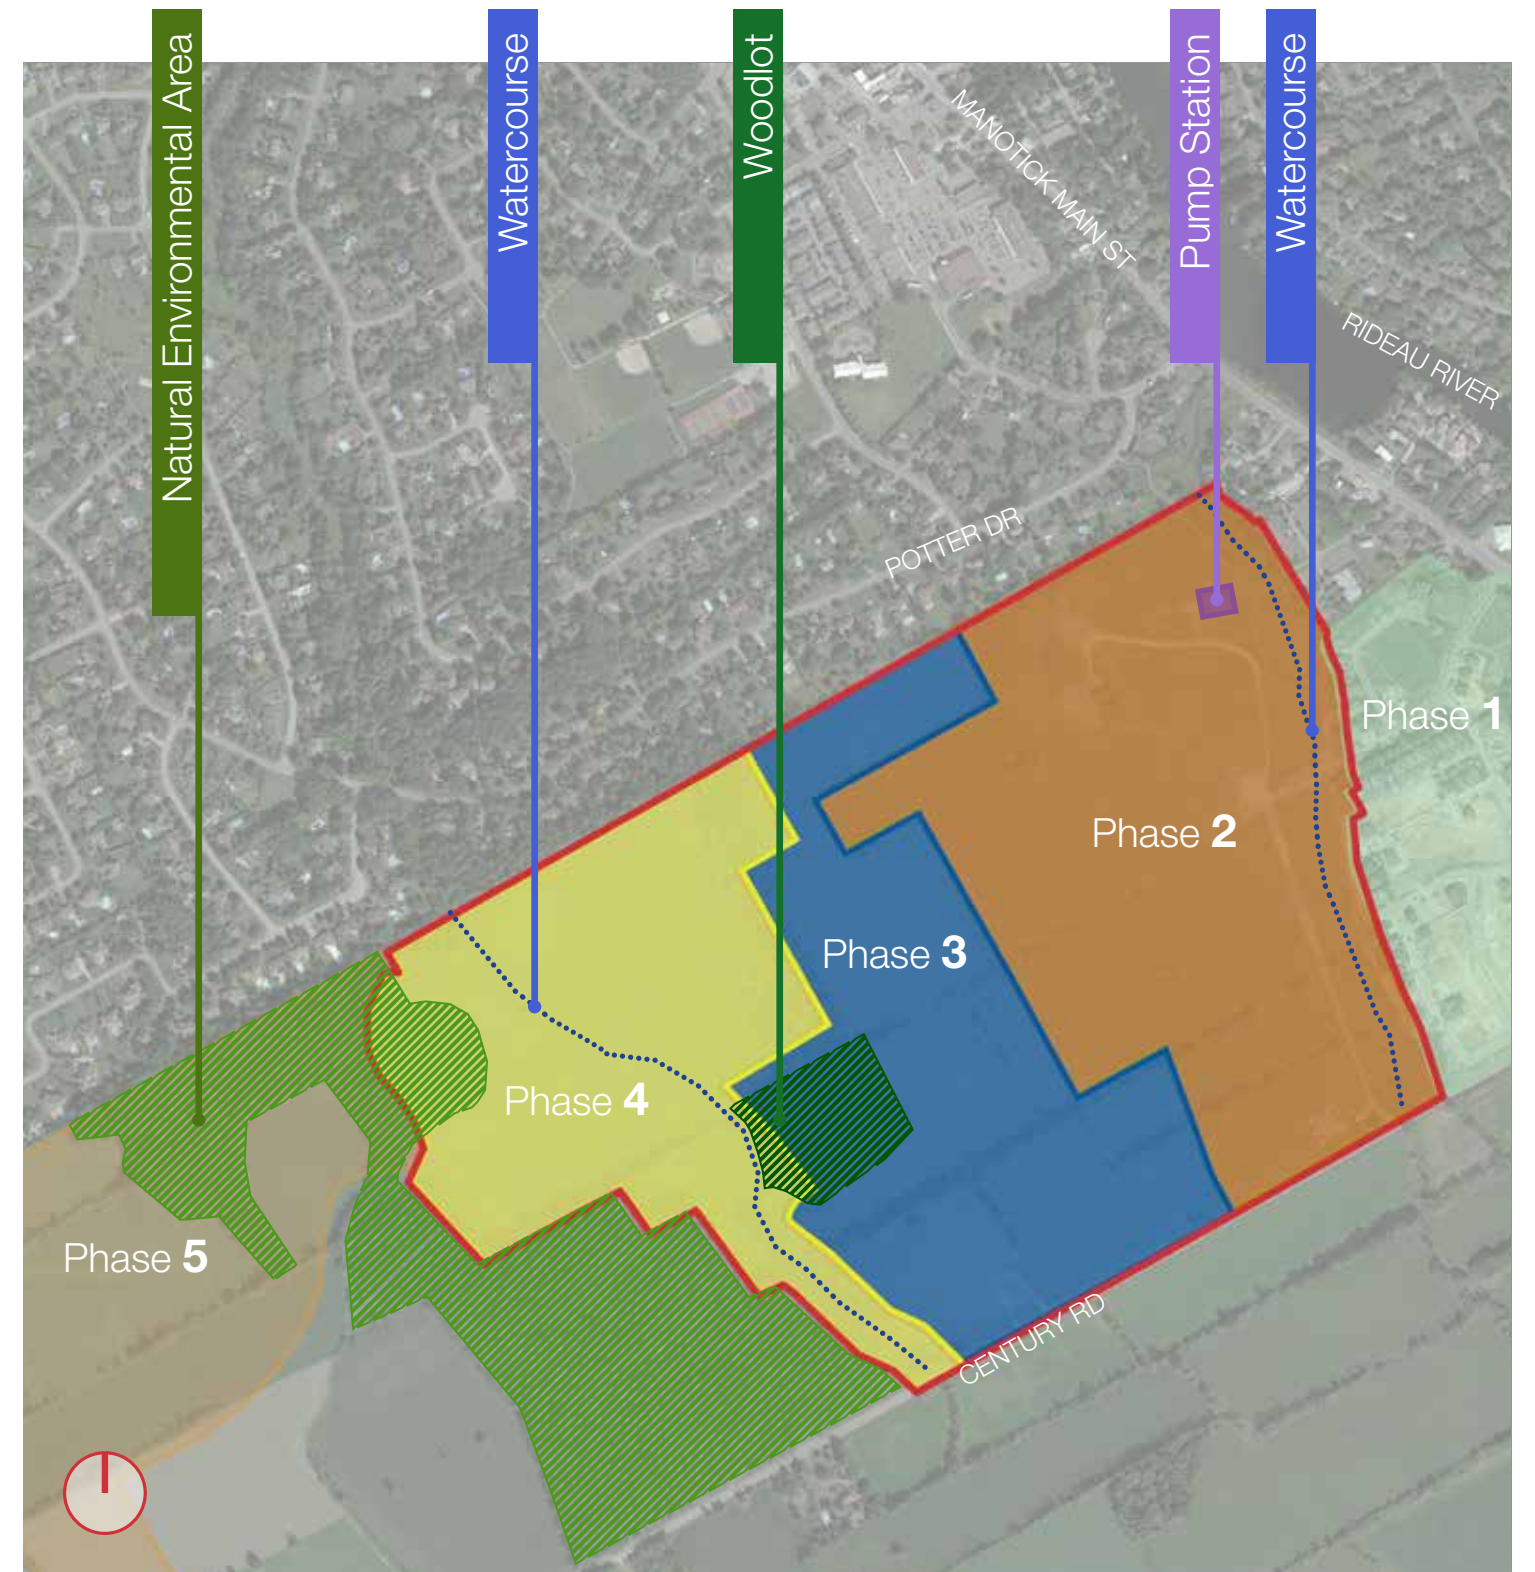 Natural Environmental Area
Watercourse
Woodlot
Pump Station
Watercourse
MANOTICK MAIN ST
RIDEAU RIVER
POTTER DR
Phase 1
Phase 2
Phase 3
Phase 4
Phase 5
CENTURY RD